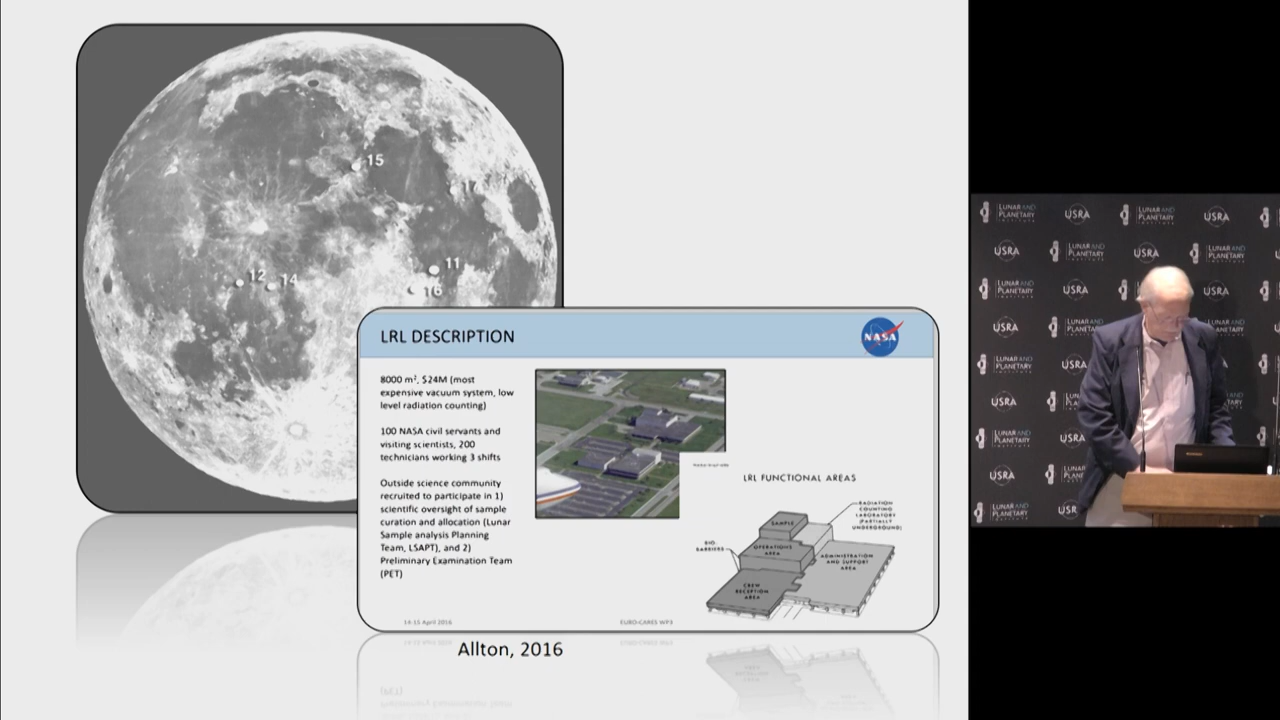 15
17
11
12
14
16
LRL DESCRIPTION
NASA
8000 m², $24M (most
expensive vacuum system, low
level radiation counting)
100 NASA civil servants and
visiting scientists, 200
technicians working 3 shifts
Outside science community
recruited to participate in 1)
scientific oversight of sample
curation and allocation (Lunar
Sample analysis Planning
Team, LSAPT), and 2)
Preliminary Examination Team
(PET)
LRL FUNCTIONAL AREAS
RADIATION
COUNTING
LABORATORY
(PARTIALLY
UNDERGROUND)
SAMPLE
BIO-
BARRIERS
OPERATIONS
AREA
ADMINISTRATION
AND SUPPORT
AREA
CREW
RECEPTION
AREA
14-15 April 2016
EURO-CARES WP3
Allton, 2016
LUNAR AND
PLANETARY
INSTITUTE
USRA